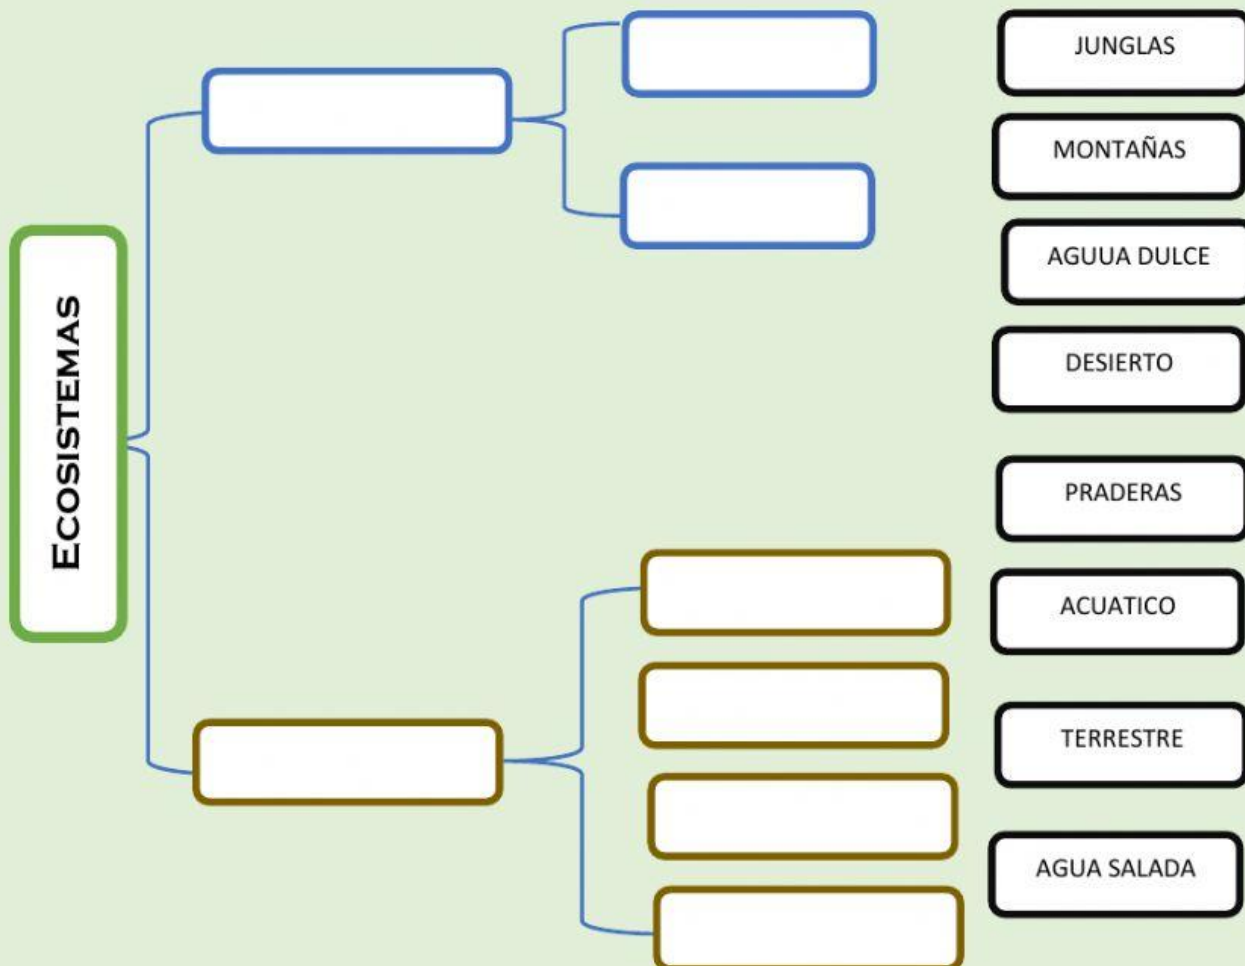 ECOSISTEMAS
JUNGLAS
MONTAÑAS
AGUUA DULCE
DESIERTO
PRADERAS
ACUATICO
TERRESTRE
AGUA SALADA